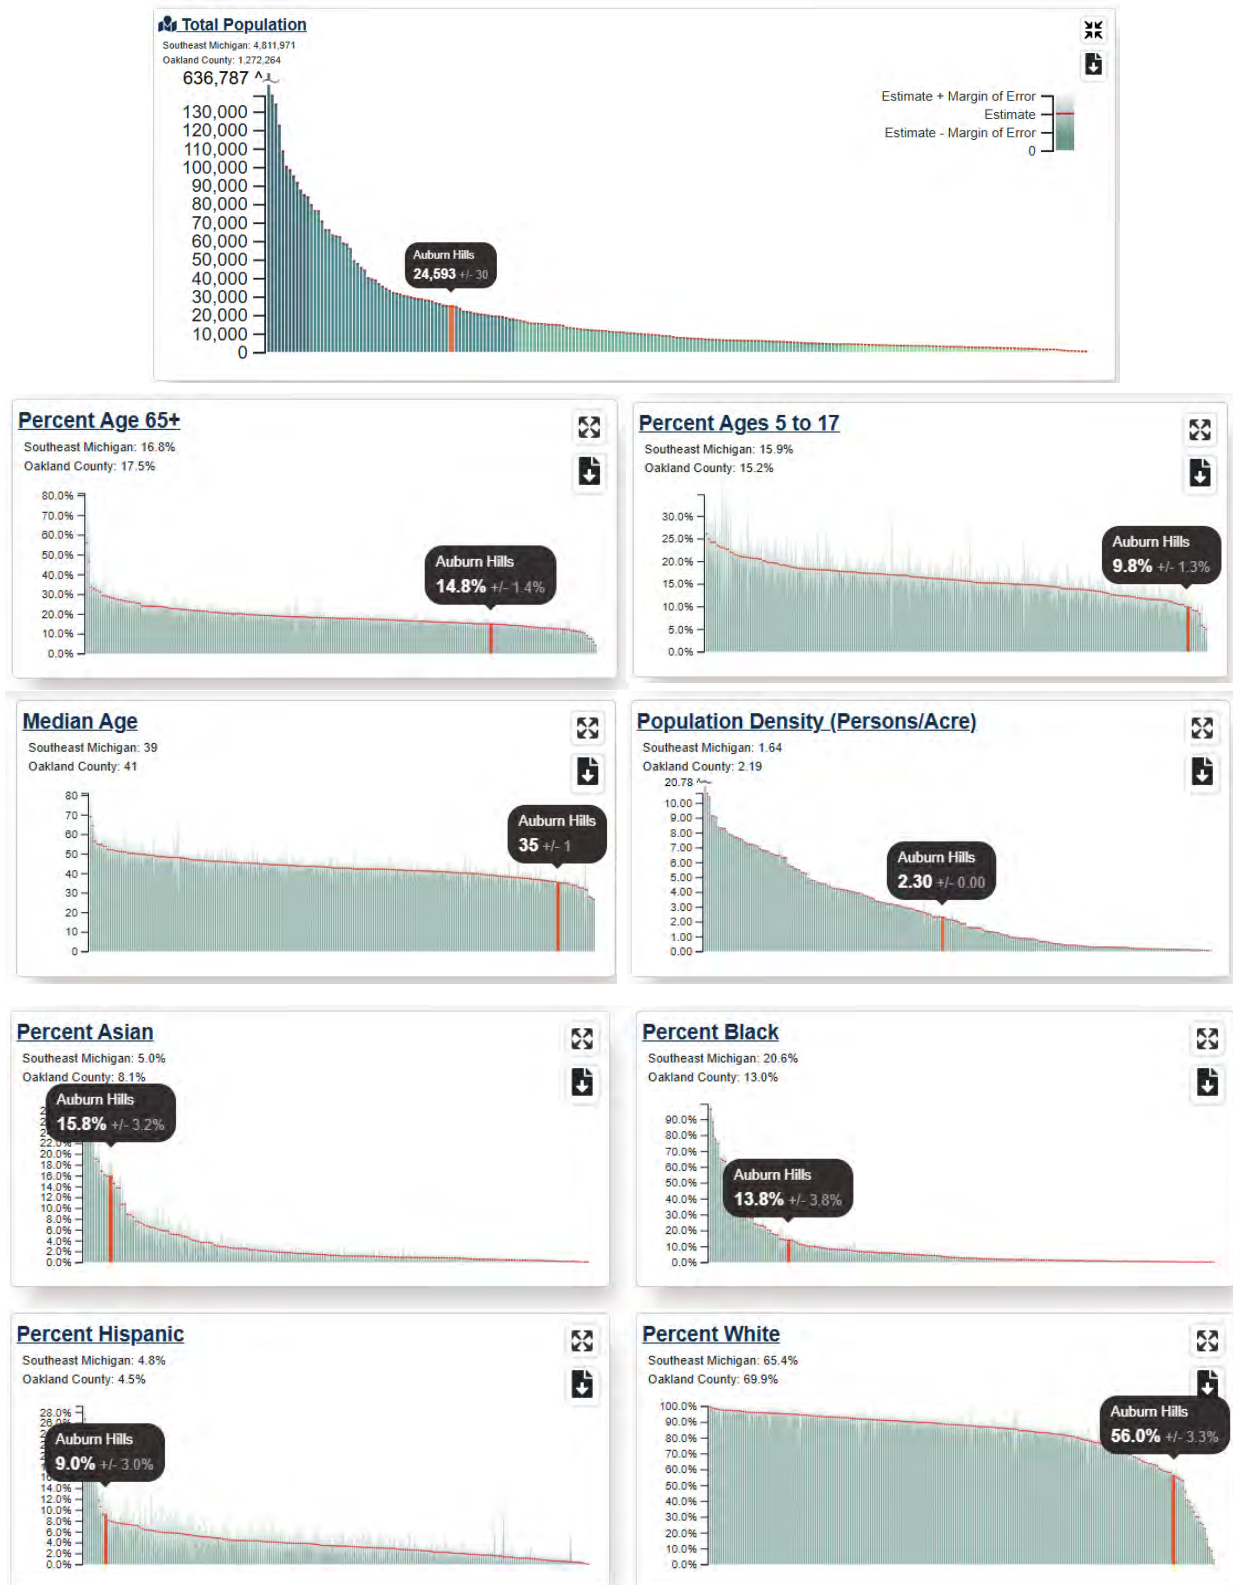 Total Population
Southeast Michigan: 4,811,971
Oakland County: 1,272,264
636,787 ^
130,000
120,000
110,000
100,000
90,000
80,000
70,000
60,000
50,000
40,000
30,000
20,000
10,000
0
Estimate + Margin of Error
Estimate
Estimate - Margin of Error
0
Auburn Hills
24,593 +/- 30
Percent Age 65+
Southeast Michigan: 16.8%
Oakland County: 17.5%
80.0%
70.0%
60.0%
50.0%
40.0%
30.0%
20.0%
10.0%
0.0%
Auburn Hills
14.8% +/- 1.4%
Percent Ages 5 to 17
Southeast Michigan: 15.9%
Oakland County: 15.2%
30.0%
25.0%
20.0%
15.0%
10.0%
5.0%
0.0%
Auburn Hills
9.8% +/- 1.3%
Median Age
Southeast Michigan: 39
Oakland County: 41
80
70
60
50
40
30
20
10
0
Auburn Hills
35 +/- 1
Population Density (Persons/Acre)
Southeast Michigan: 1.64
Oakland County: 2.19
20.78 ^
10.00
9.00
8.00
7.00
6.00
5.00
4.00
3.00
2.00
1.00
0.00
Auburn Hills
2.30 +/- 0.00
Percent Asian
Southeast Michigan: 5.0%
Oakland County: 8.1%
Auburn Hills
15.8% +/- 3.2%
22.0%
20.0%
18.0%
16.0%
14.0%
12.0%
10.0%
8.0%
6.0%
4.0%
2.0%
0.0%
Percent Black
Southeast Michigan: 20.6%
Oakland County: 13.0%
90.0%
80.0%
70.0%
60.0%
50.0%
40.0%
30.0%
20.0%
10.0%
0.0%
Auburn Hills
13.8% +/- 3.8%
Percent Hispanic
Southeast Michigan: 4.8%
Oakland County: 4.5%
28.0%
26.0%
Auburn Hills
9.0% +/- 3.0%
14.0%
12.0%
10.0%
8.0%
6.0%
4.0%
2.0%
0.0%
Percent White
Southeast Michigan: 65.4%
Oakland County: 69.9%
100.0%
90.0%
80.0%
70.0%
60.0%
50.0%
40.0%
30.0%
20.0%
10.0%
0.0%
Auburn Hills
56.0% +/- 3.3%